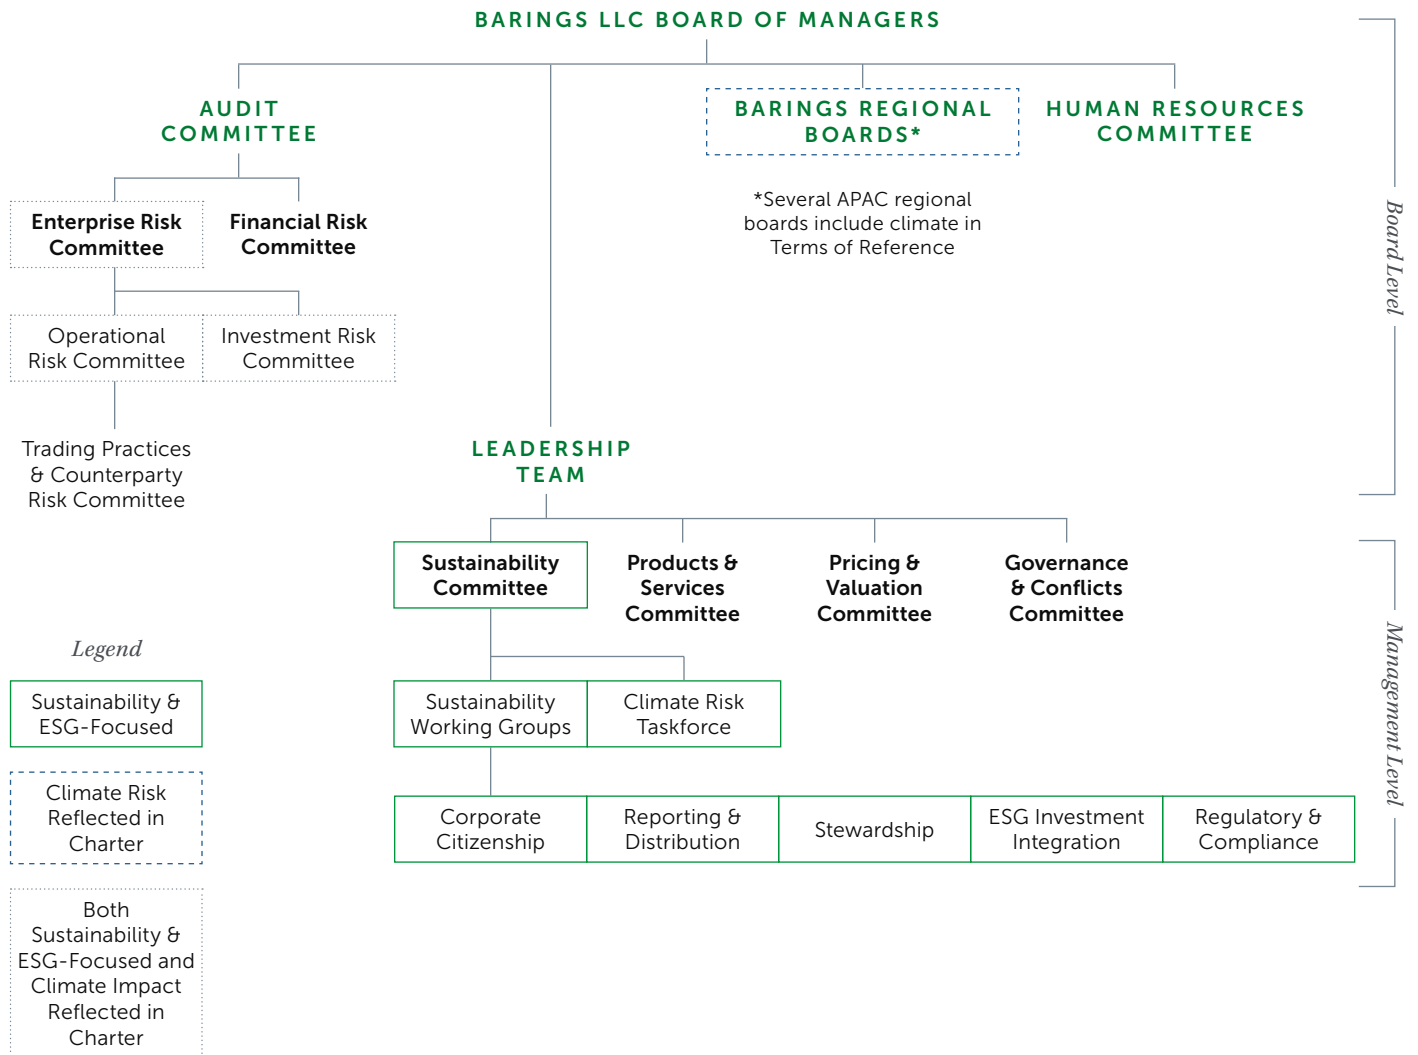 BARINGS LLC BOARD OF MANAGERS
AUDIT
COMMITTEE
BARINGS REGIONAL
BOARDS*
HUMAN RESOURCES
COMMITTEE
*Several APAC regional
boards include climate in
Terms of Reference
Enterprise Risk
Committee
Financial Risk
Committee
Operational
Risk Committee
Investment Risk
Committee
Trading Practices
& Counterparty
Risk Committee
Board Level
LEADERSHIP
TEAM
Sustainability
Committee
Products &
Services
Committee
Pricing &
Valuation
Committee
Governance
& Conflicts
Committee
Sustainability
Working Groups
Climate Risk
Taskforce
Corporate
Citizenship
Reporting &
Distribution
Stewardship
ESG Investment
Integration
Regulatory &
Compliance
Management Level
Legend
Sustainability &
ESG-Focused
Climate Risk
Reflected in
Charter
Both
Sustainability &
ESG-Focused and
Climate Impact
Reflected in
Charter